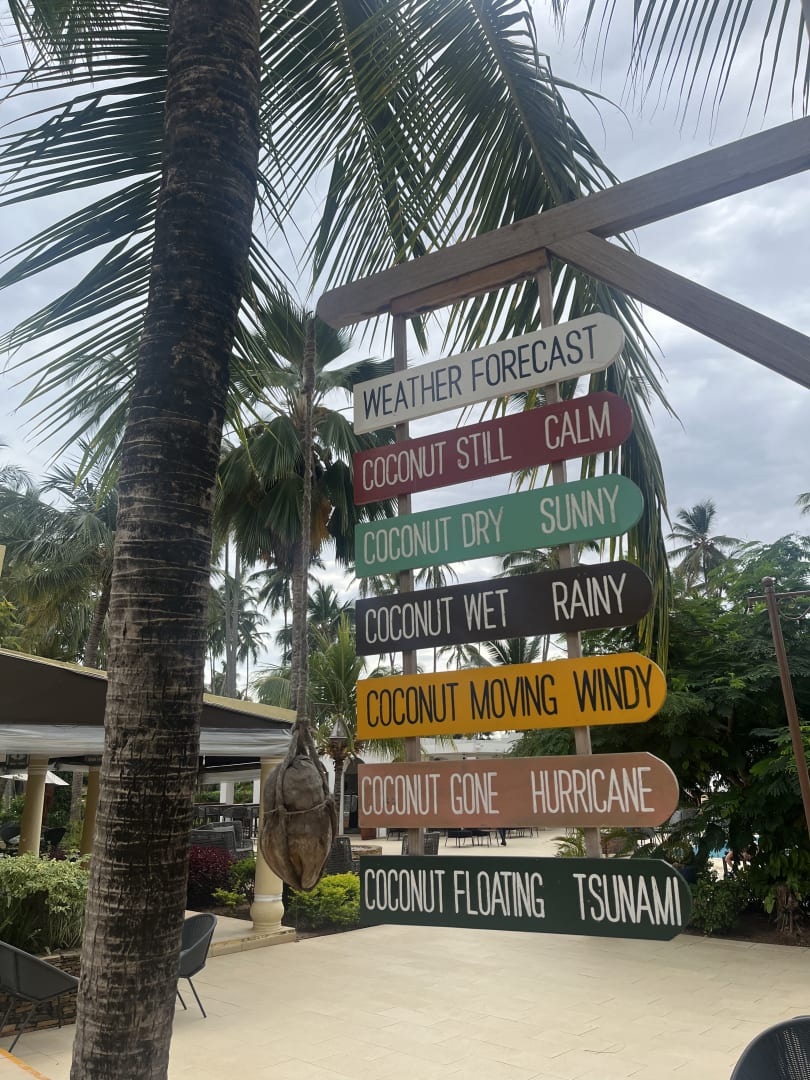 WEATHER FORECAST
COCONUT STILL CALM
COCONUT DRY SUNNY
COCONUT WET RAINY
COCONUT MOVING WINDY
COCONUT GONE HURRICANE
COCONUT FLOATING TSUNAMI